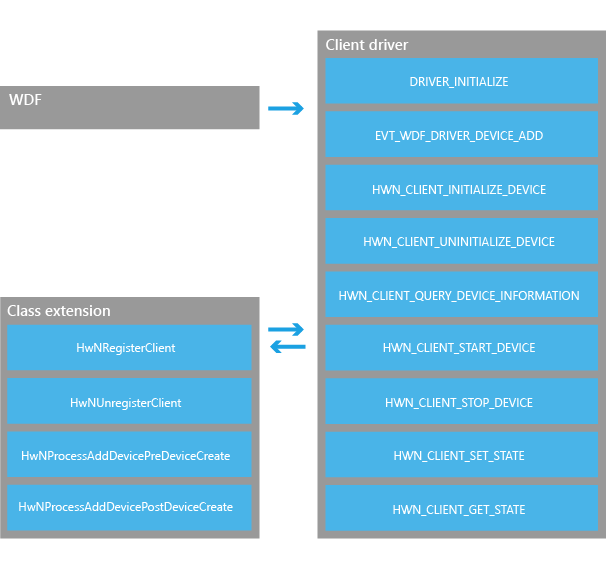 WDF
Class extension
HwNRegisterClient
HwNUnregisterClient
HwNProcessAddDevicePreDeviceCreate
HwNProcessAddDevicePostDeviceCreate
Client driver
DRIVER_INITIALIZE
EVT_WDF_DRIVER_DEVICE_ADD
HWN_CLIENT_INITIALIZE_DEVICE
HWN_CLIENT_UNINITIALIZE_DEVICE
HWN_CLIENT_QUERY_DEVICE_INFORMATION
HWN_CLIENT_START_DEVICE
HWN_CLIENT_STOP_DEVICE
HWN_CLIENT_SET_STATE
HWN_CLIENT_GET_STATE